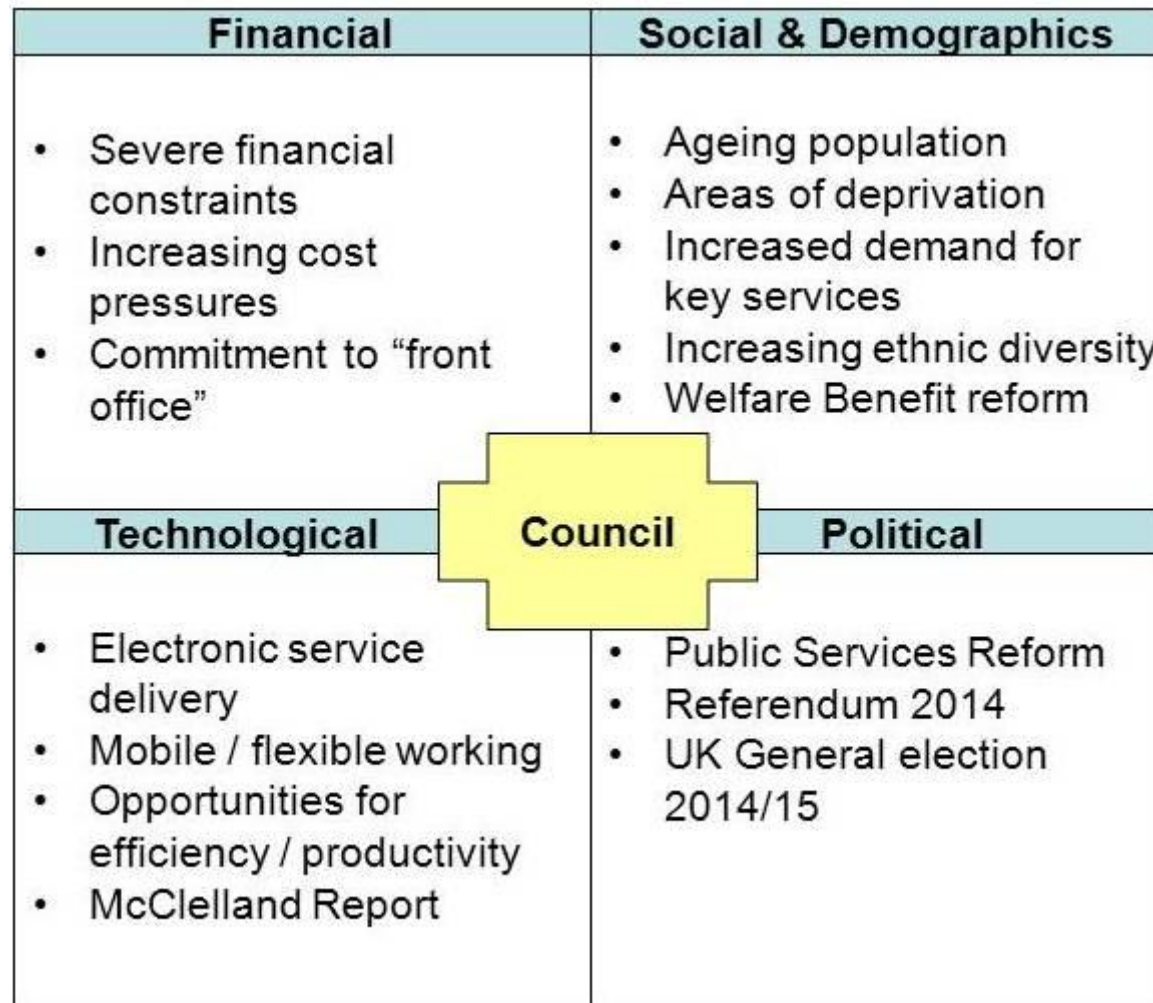 Financial
• Severe financial
constraints
• Increasing cost
pressures
• Commitment to “front
office”
Social & Demographics
• Ageing population
• Areas of deprivation
• Increased demand for
key services
• Increasing ethnic diversity
• Welfare Benefit reform
Council
Technological
• Electronic service
delivery
• Mobile / flexible working
• Opportunities for
efficiency / productivity
• McClelland Report
Political
• Public Services Reform
• Referendum 2014
• UK General election
2014/15